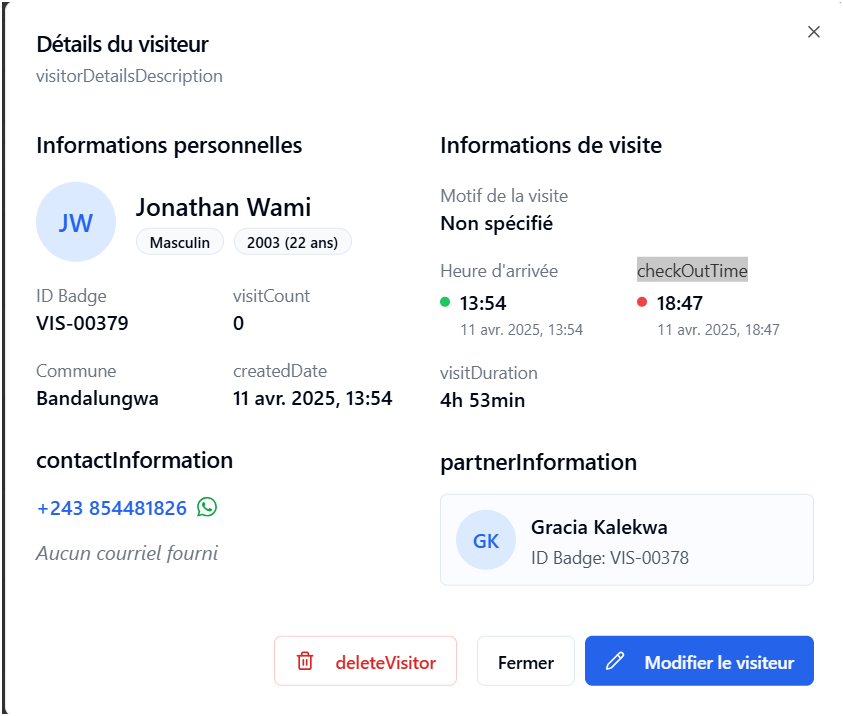 Détails du visiteur
visitorDetailsDescription
Informations personnelles
JW
Jonathan Wami
Masculin
2003 (22 ans)
ID Badge
visitCount
VIS-00379
0
Commune
createdDate
Bandalungwa
11 avr. 2025, 13:54
contactInformation
+243 854481826
Aucun courriel fourni
Informations de visite
Motif de la visite
Non spécifié
Heure d'arrivée
checkOutTime
13:54
18:47
11 avr. 2025, 13:54
11 avr. 2025, 18:47
visitDuration
4h 53min
partnerInformation
GK
Gracia Kalekwa
ID Badge: VIS-00378
deleteVisitor
Fermer
Modifier le visiteur